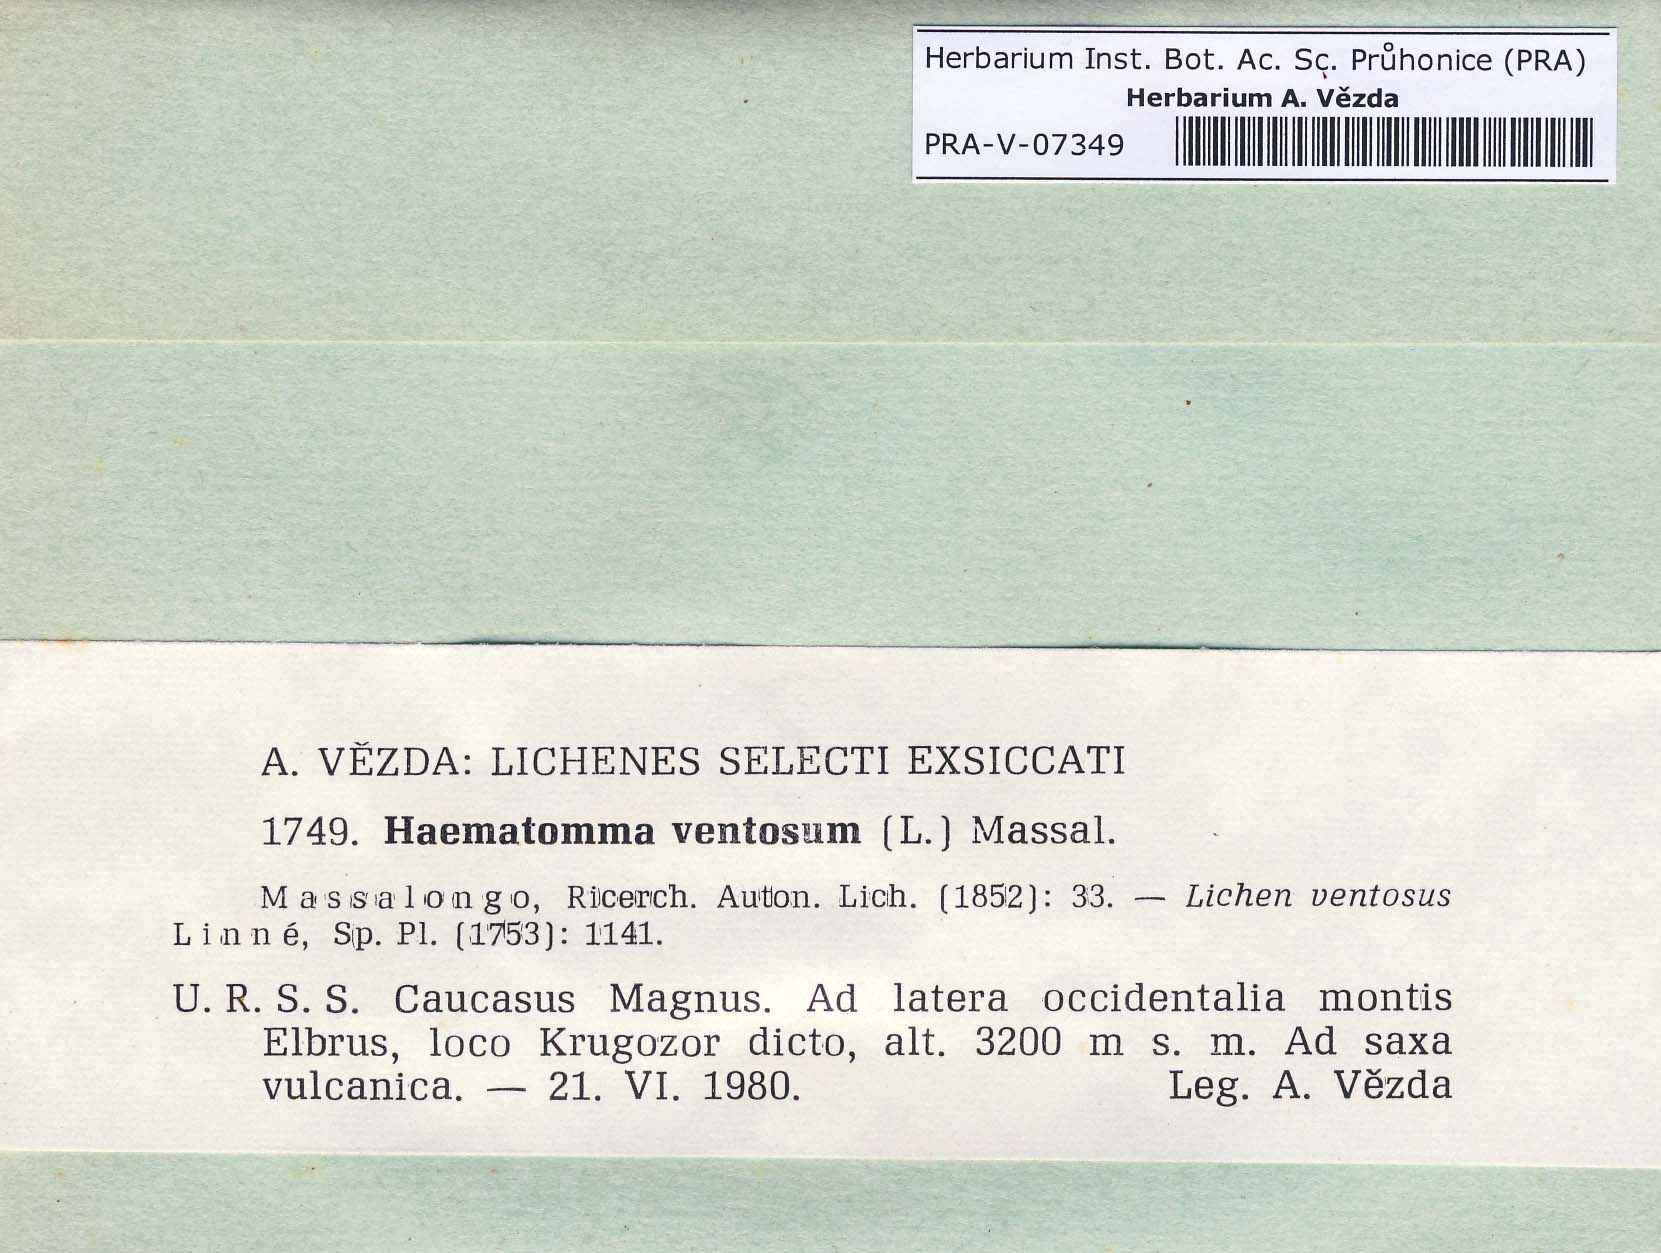 Herbarium Inst. Bot. Ac. Sc. Průhonice (PRA)
Herbarium A. Vězda
PRA-V-07349
A. VĚZDA: LICHENES SELECTI EXSICCATI
1749. Haematomma ventosum (L.) Massal.
Massalongo, Ricerch. Auton. Lich. (1852): 33. — Lichen ventosus
Linné, Sp. Pl. (1753): 1141.
U. R. S. S. Caucasus Magnus. Ad latera occidentalia montis
Elbrus, loco Krugozor dicto, alt. 3200 m s. m. Ad saxa
vulcanica. — 21. VI. 1980. Leg. A. Vězda